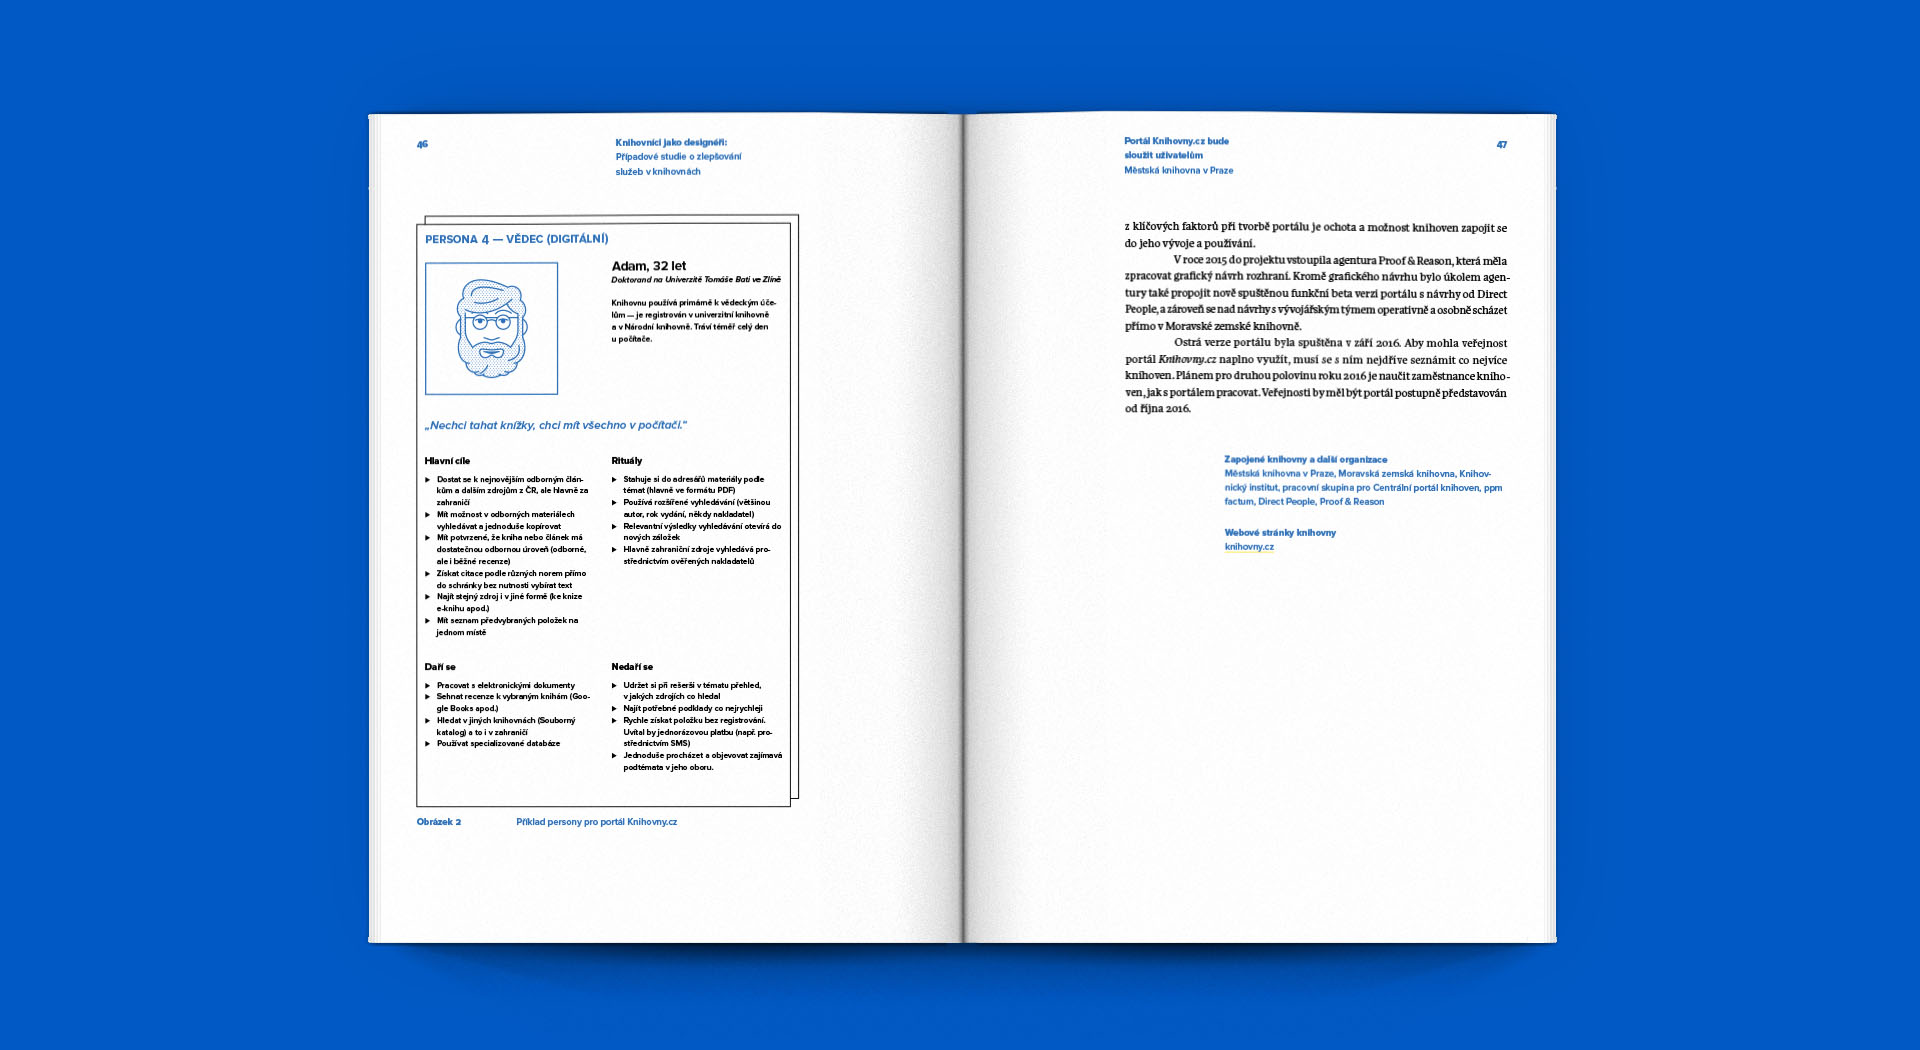 46
Knihovníci jako designéři:
Případové studie o zlepšování
služeb v knihovnách
PERSONA 4 — VĚDEC (DIGITÁLNÍ)
Adam, 32 let
Doktorand na Univerzitě Tomáše Bati ve Zlíně
Knihovnu používá primárně k vědeckým úče-
lům — je registrován v univerzitní knihovně
a v Národní knihovně. Tráví téměř celý den
u počítače.
„Nechci tahat knížky, chci mít všechno v počítači.“
Hlavní cíle
▶ Dostat se k nejnovějším odborným člán-
kům a dalším zdrojům z ČR, ale hlavně za
zahraničí
▶ Mít možnost v odborných materiálech
vyhledávat a jednoduše kopírovat
▶ Mít potvrzené, že kniha nebo článek má
dostatečnou odbornou úroveň (odborné,
ale i běžné recenze)
▶ Získat citace podle různých norem přímo
do schránky bez nutnosti vybírat text
▶ Najít stejný zdroj i v jiné formě (ke knize
e-knihu apod.)
▶ Mít seznam předvybraných položek na
jednom místě
Rituály
▶ Stahuje si do adresářů materiály podle
témat (hlavně ve formátu PDF)
▶ Používá rozšířené vyhledávání (většinou
autor, rok vydání, někdy nakladatel)
▶ Relevantní výsledky vyhledávání otevírá do
nových záložek
▶ Hlavně zahraniční zdroje vyhledává pro-
střednictvím ověřených nakladatelů
Daří se
▶ Pracovat s elektronickými dokumenty
▶ Sehnat recenze k vybraným knihám (Goo-
gle Books apod.)
▶ Hledat v jiných knihovnách (Souborný
katalog) a to i v zahraničí
▶ Používat specializované databáze
Nedaří se
▶ Udržet si při rešerši v tématu přehled,
v jakých zdrojích co hledal
▶ Najít potřebné podklady co nejrychleji
▶ Rychle získat položku bez registrování.
Uvítal by jednorázovou platbu (např. pro-
střednictvím SMS)
▶ Jednoduše procházet a objevovat zajímavá
podtémata v jeho oboru.
Obrázek 2 Příklad persony pro portál Knihovny.cz
Portál Knihovny.cz bude
sloužit uživatelům
Městská knihovna v Praze
47
z klíčových faktorů při tvorbě portálu je ochota a možnost knihoven zapojit se
do jeho vývoje a používání.
V roce 2015 do projektu vstoupila agentura Proof & Reason, která měla
zpracovat grafický návrh rozhraní. Kromě grafického návrhu bylo úkolem agen-
tury také propojit nově spuštěnou funkční beta verzi portálu s návrhy od Direct
People, a zároveň se nad návrhy s vývojářským týmem operativně a osobně scházet
přímo v Moravské zemské knihovně.
Ostrá verze portálu byla spuštěna v září 2016. Aby mohla veřejnost
portál Knihovny.cz naplno využít, musí se s ním nejdříve seznámit co nejvíce
knihoven. Plánem pro druhou polovinu roku 2016 je naučit zaměstnance kniho-
ven, jak s portálem pracovat. Veřejnosti by měl být portál postupně představován
od října 2016.
Zapojené knihovny a další organizace
Městská knihovna v Praze, Moravská zemská knihovna, Knihov-
nický institut, pracovní skupina pro Centrální portál knihoven, ppm
factum, Direct People, Proof & Reason
Webové stránky knihovny
knihovny.cz